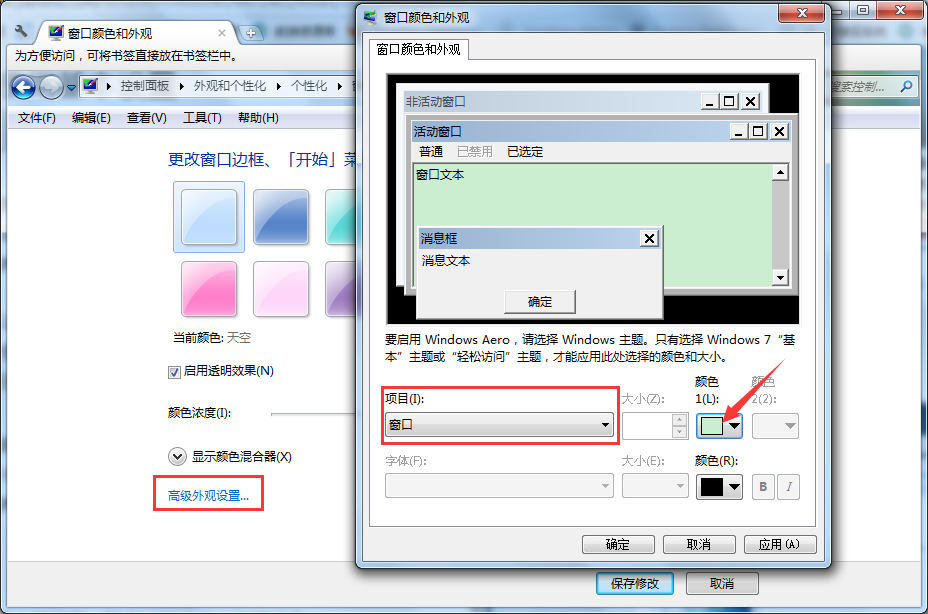 窗口颜色和外观
为方便访问，可将书签直接放在书签栏中。
控制面板
外观和个性化
个性化
搜索控制...
文件(F)
编辑(E)
查看(V)
工具(T)
帮助(H)
更改窗口边框、「开始」菜
当前颜色: 天空
启用透明效果(N)
颜色浓度(I):
显示颜色混合器(X)
高级外观设置...
保存修改
取消
窗口颜色和外观
窗口颜色和外观
非活动窗口
活动窗口
普通 已禁用 已选定
窗口文本
消息框
消息文本
确定
要启用 Windows Aero，请选择 Windows 主题。只有选择 Windows 7“基
本”主题或“轻松访问”主题，才能应用此处选择的颜色和大小。
项目(I):
窗口
大小(Z):
颜色
1(L):
颜色
2(2):
字体(F):
大小(E):
颜色(R):
B
I
确定
取消
应用(A)